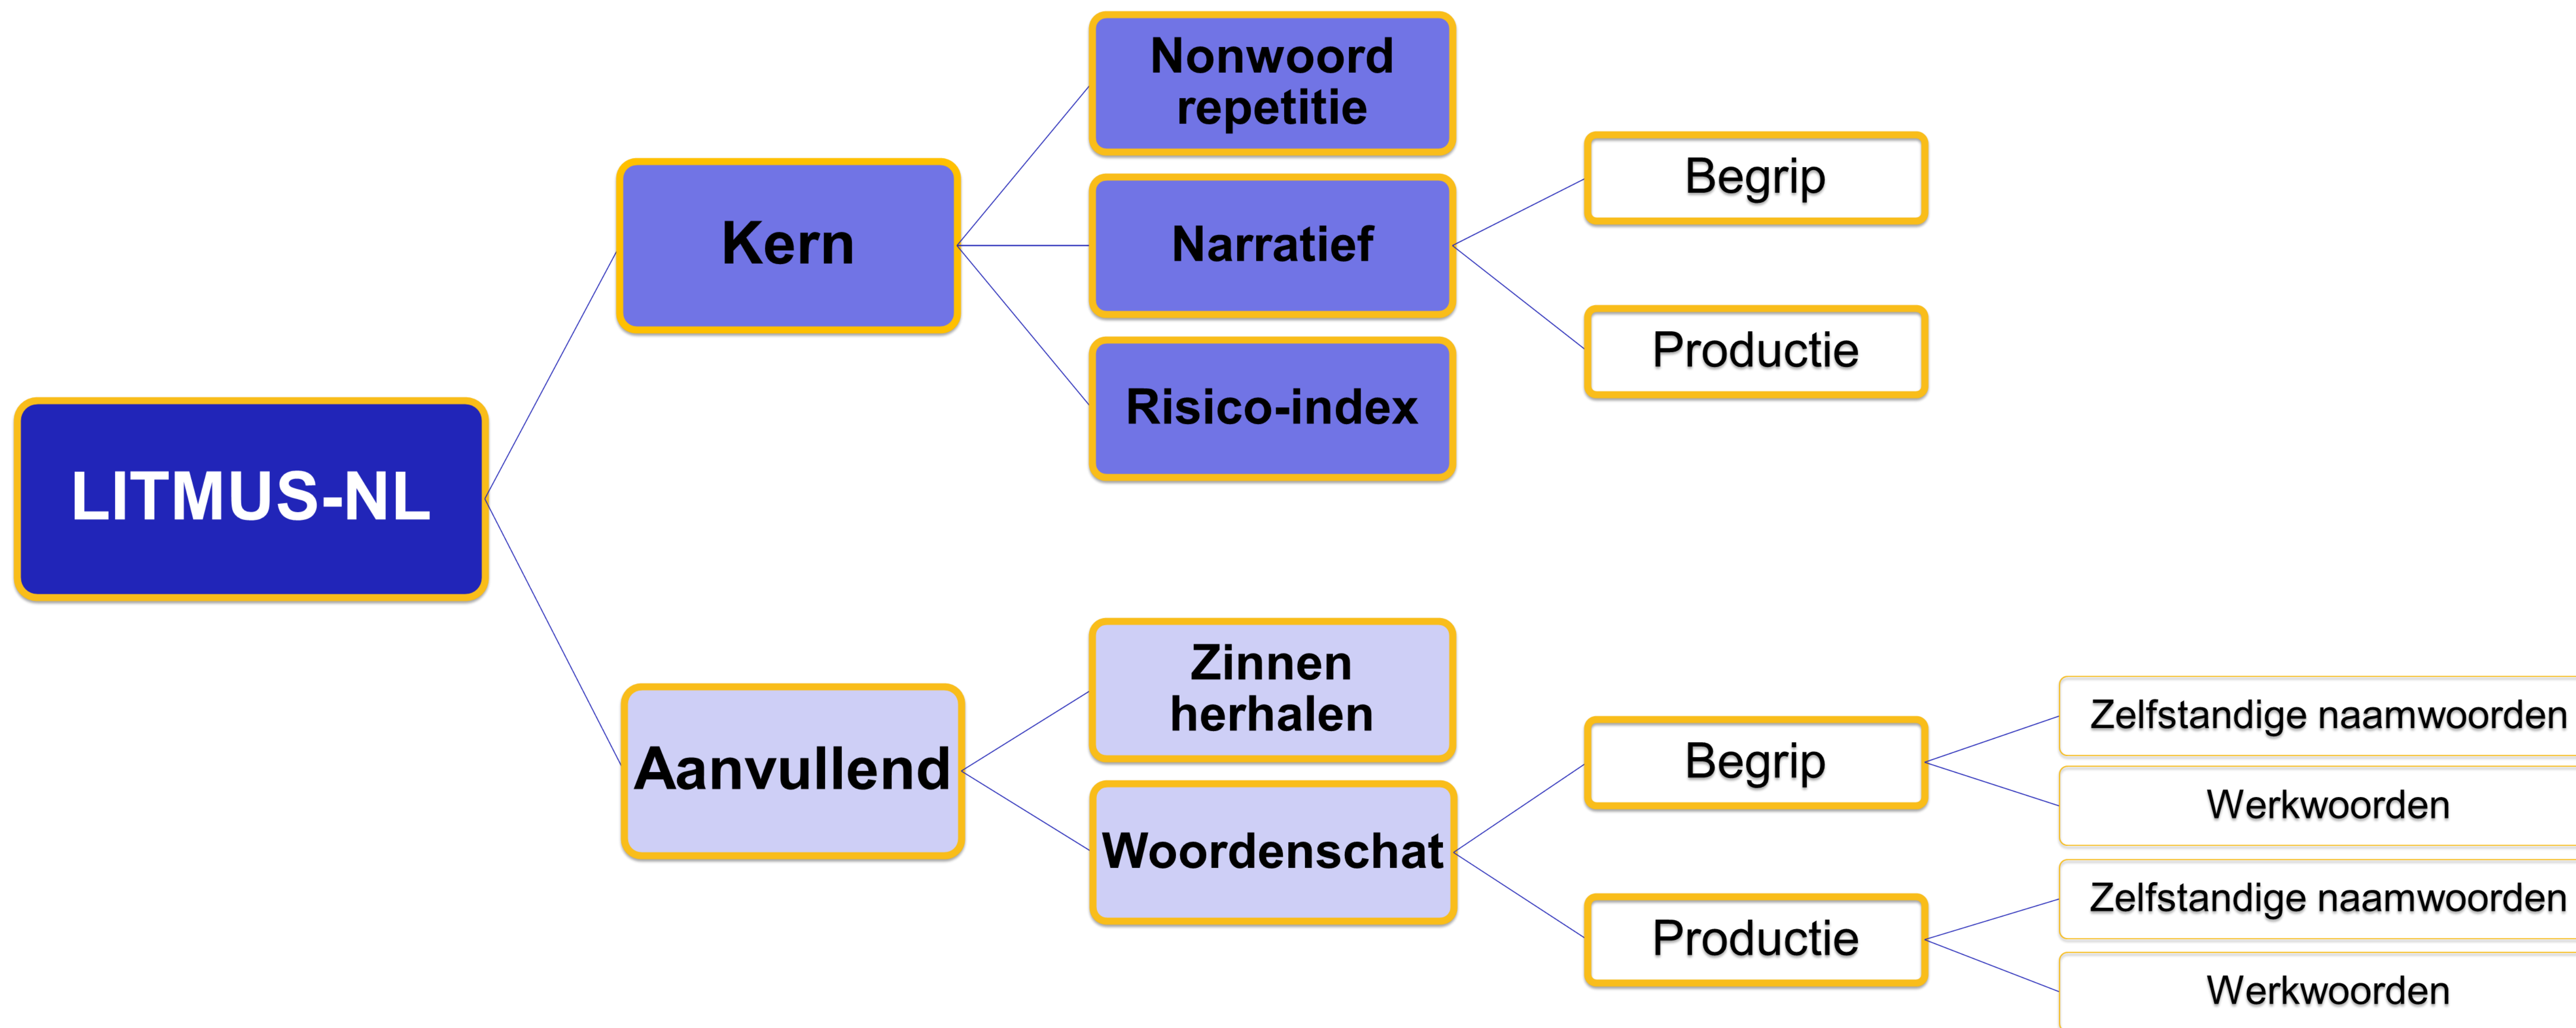 LITMUS-NL
Kern
Nonwoord
repetitie
Narratief
Risico-index
Begrip
Productie
Aanvullend
Zinnen
herhalen
Woordenschat
Begrip
Zelfstandige naamwoorden
Werkwoorden
Productie
Zelfstandige naamwoorden
Werkwoorden